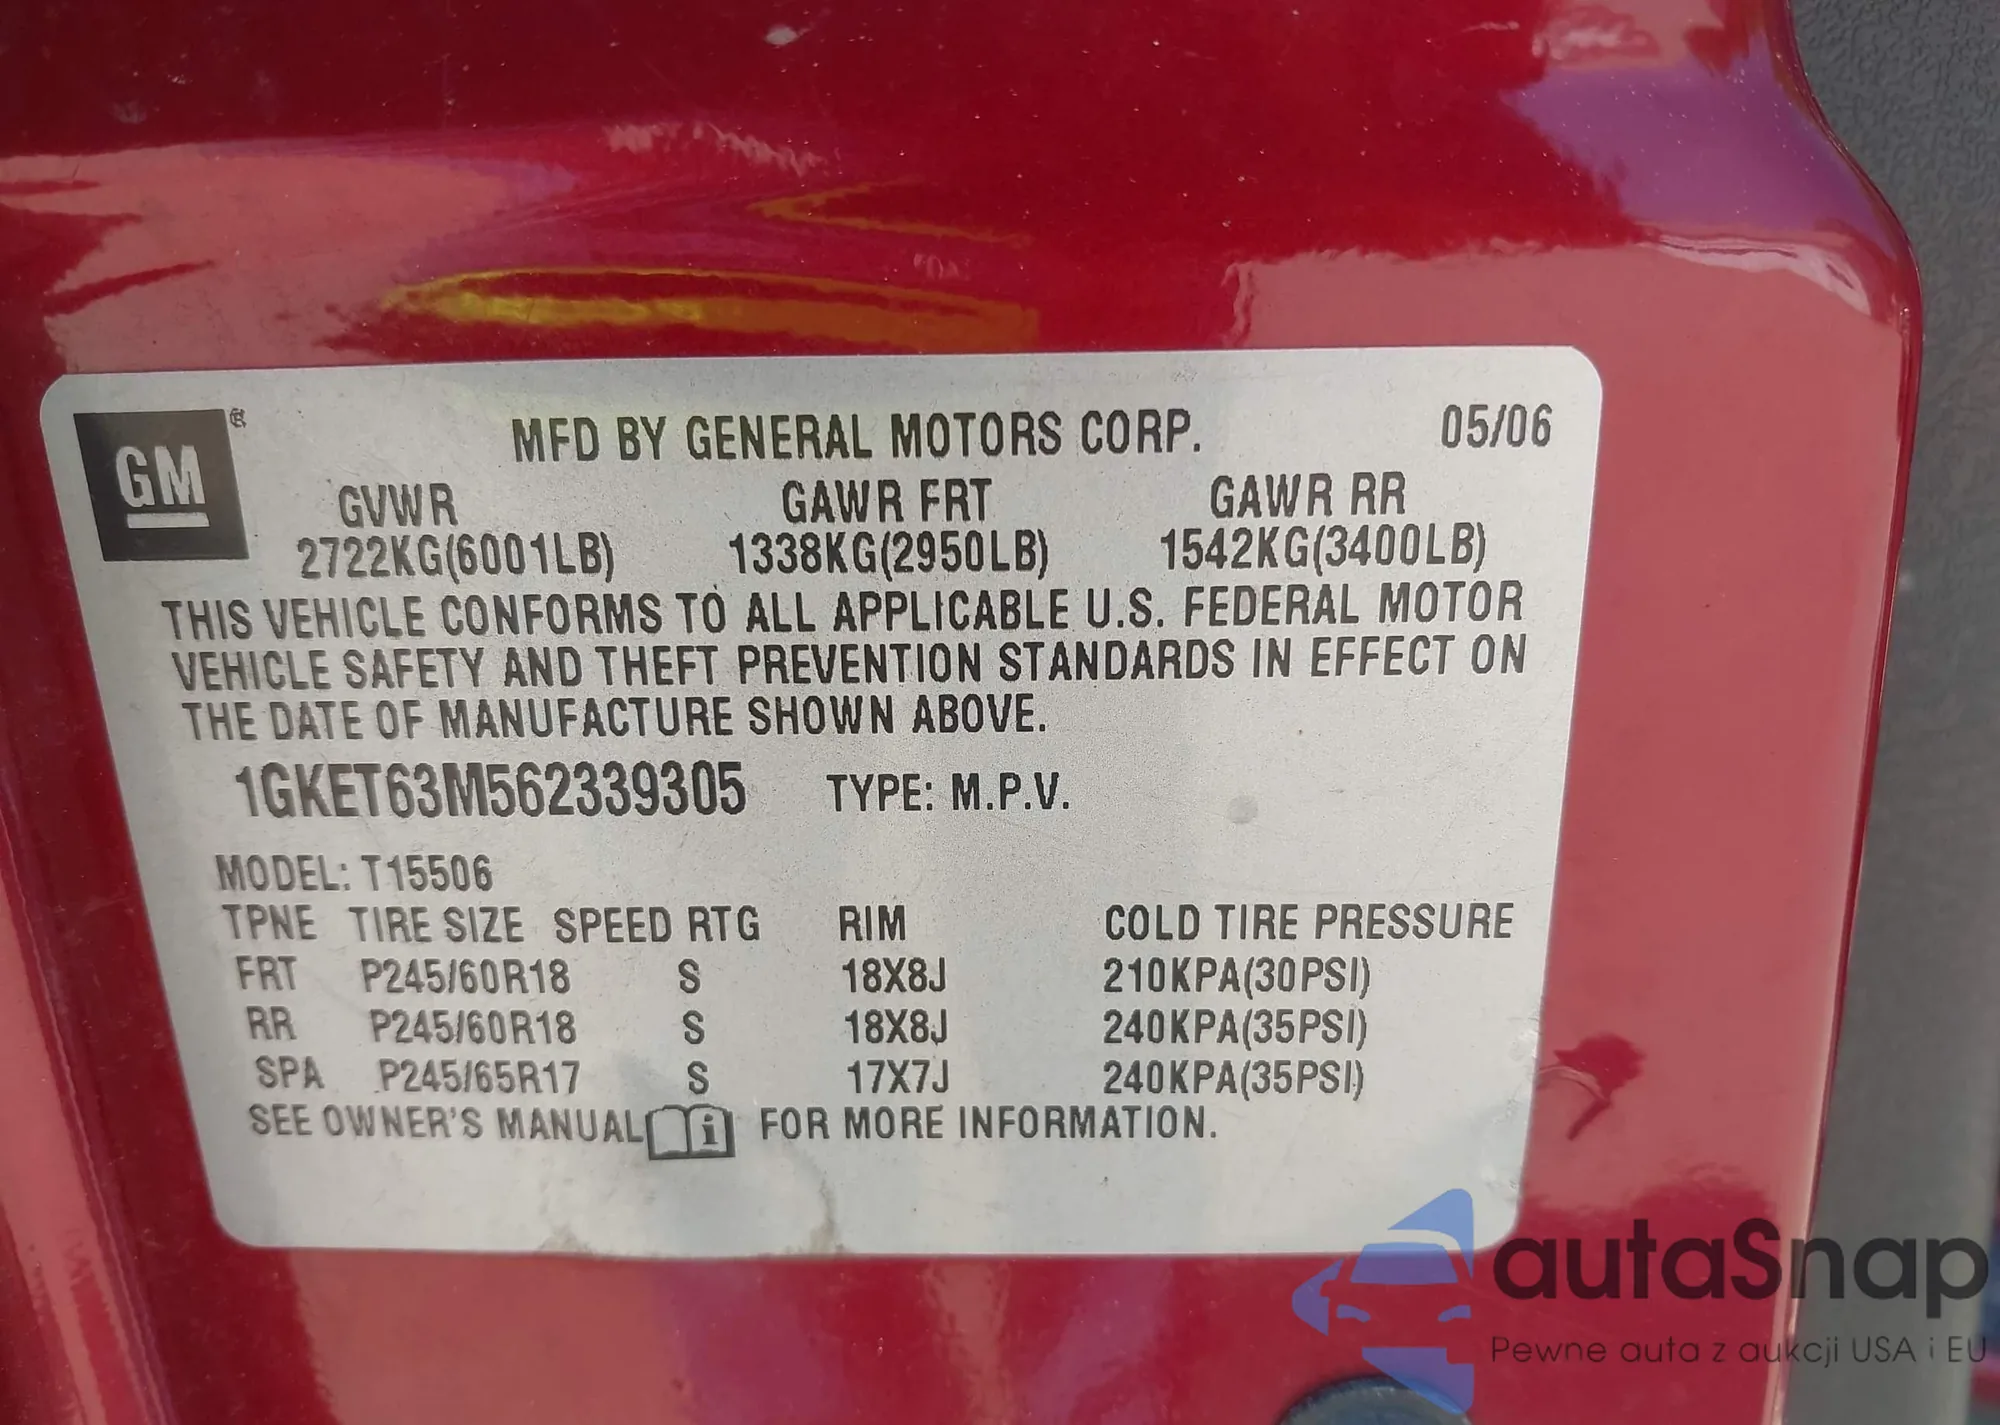 GM ®
MFD BY GENERAL MOTORS CORP. 05/06
GVWR GAWR FRT GAWR RR
2722KG(6001LB) 1338KG(2950LB) 1542KG(3400LB)
THIS VEHICLE CONFORMS TO ALL APPLICABLE U.S. FEDERAL MOTOR
VEHICLE SAFETY AND THEFT PREVENTION STANDARDS IN EFFECT ON
THE DATE OF MANUFACTURE SHOWN ABOVE.
1GKET63M562339305 TYPE: M.P.V.
MODEL: T15506
TPNE TIRE SIZE SPEED RTG RIM COLD TIRE PRESSURE
FRT P245/60R18 S 18X8J 210KPA(30PSI)
RR P245/60R18 S 18X8J 240KPA(35PSI)
SPA P245/65R17 S 17X7J 240KPA(35PSI)
SEE OWNER'S MANUAL i FOR MORE INFORMATION.
autaSnap
Pewne auta z aukcji USA i EU